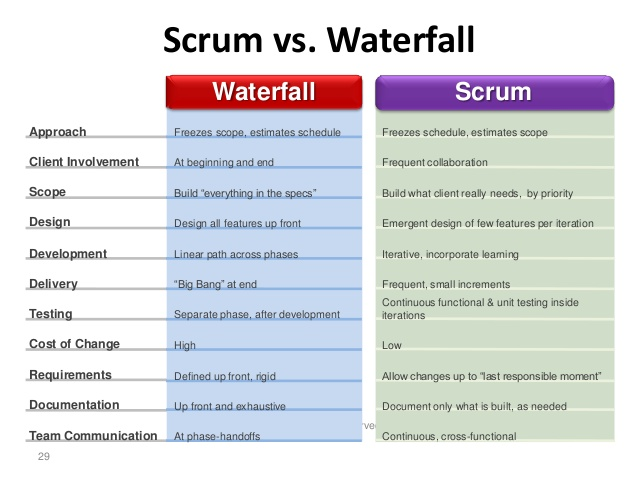 Scrum vs. Waterfall
Waterfall Scrum
Approach Freezes scope, estimates schedule Freezes schedule, estimates scope
Client Involvement At beginning and end Frequent collaboration
Scope Build “everything in the specs” Build what client really needs, by priority
Design Design all features up front Emergent design of few features per iteration
Development Linear path across phases Iterative, incorporate learning
Delivery “Big Bang” at end Frequent, small increments
Testing Separate phase, after development Continuous functional & unit testing inside
iterations
Cost of Change High Low
Requirements Defined up front, rigid Allow changes up to “last responsible moment”
Documentation Up front and exhaustive Document only what is built, as needed
Team Communication At phase-handoffs Continuous, cross-functional
29